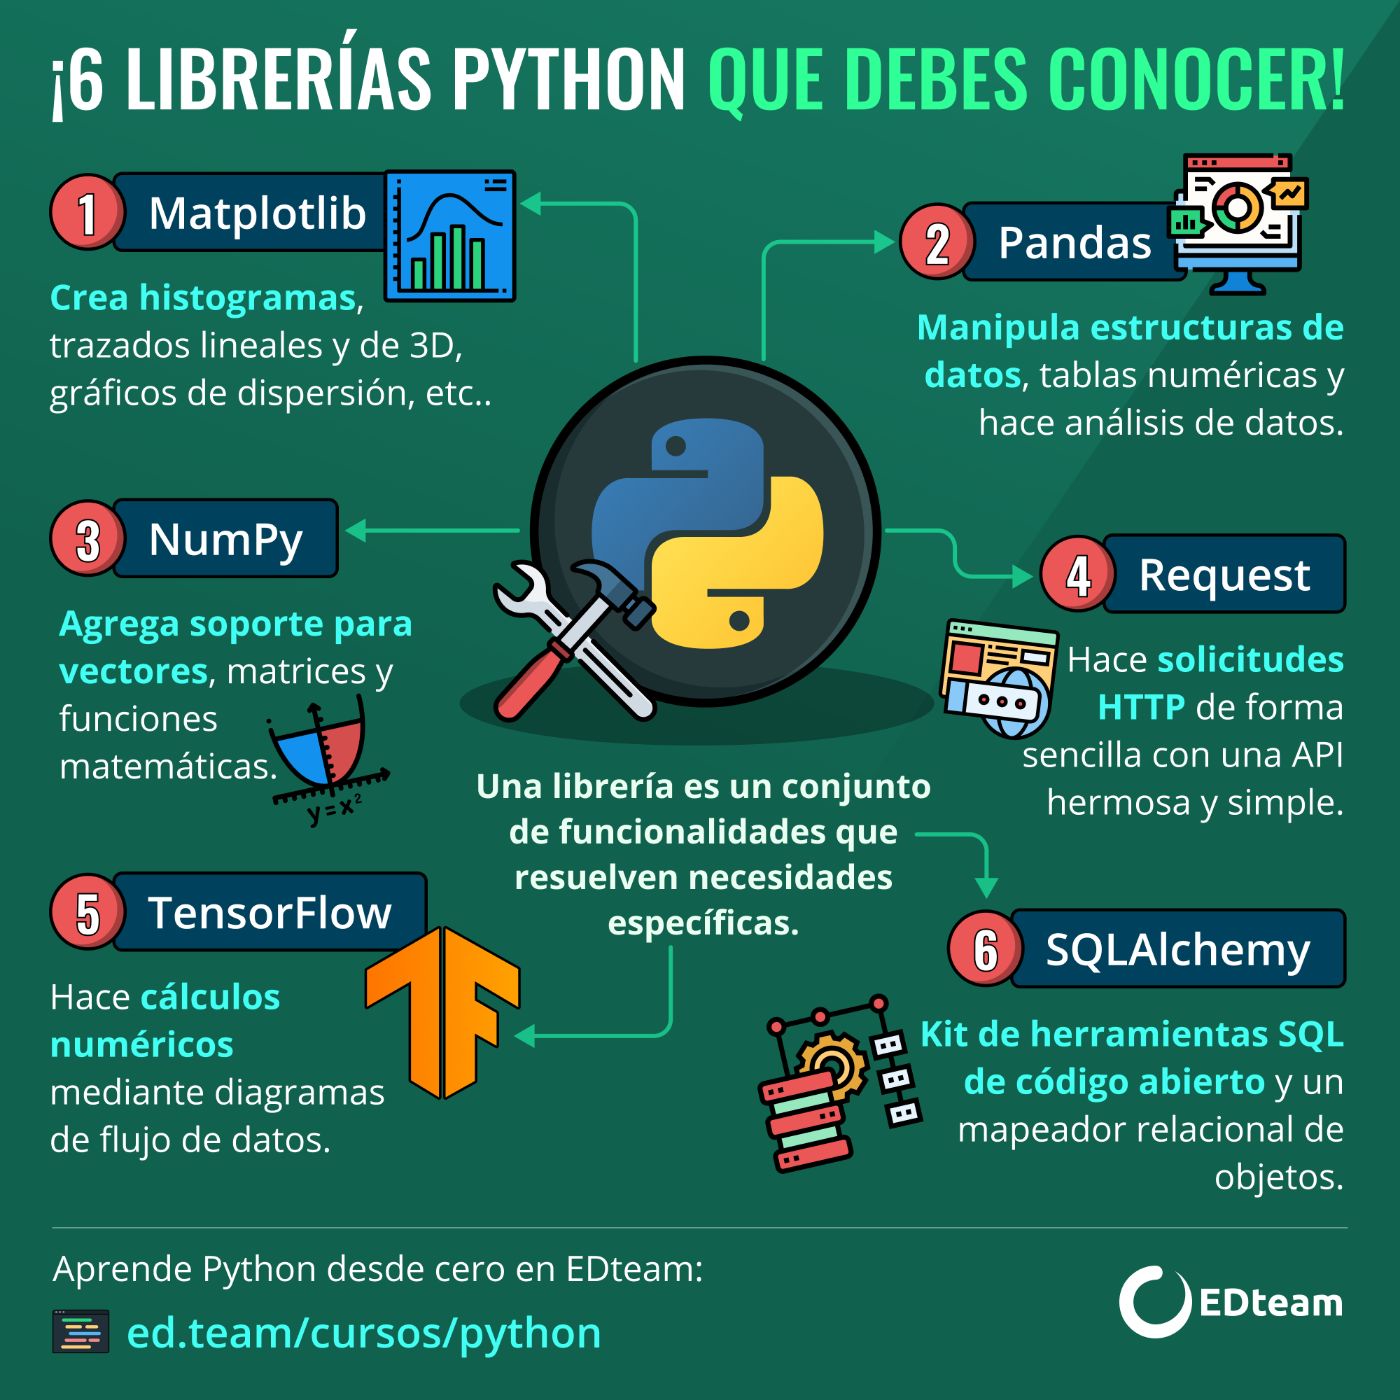 ¡6 LIBRERÍAS PYTHON QUE DEBES CONOCER!
1 Matplotlib
Crea histogramas,
trazados lineales y de 3D,
gráficos de dispersión, etc..
2 Pandas
Manipula estructuras de
datos, tablas numéricas y
hace análisis de datos.
3 NumPy
Agrega soporte para
vectores, matrices y
funciones
matemáticas.
y=x²
4 Request
Hace solicitudes
HTTP de forma
sencilla con una API
hermosa y simple.
Una librería es un conjunto
de funcionalidades que
resuelven necesidades
específicas.
5 TensorFlow
Hace cálculos
numéricos
mediante diagramas
de flujo de datos.
6 SQLAlchemy
Kit de herramientas SQL
de código abierto y un
mapeador relacional de
objetos.
Aprende Python desde cero en EDteam:
ed.team/cursos/python
EDteam